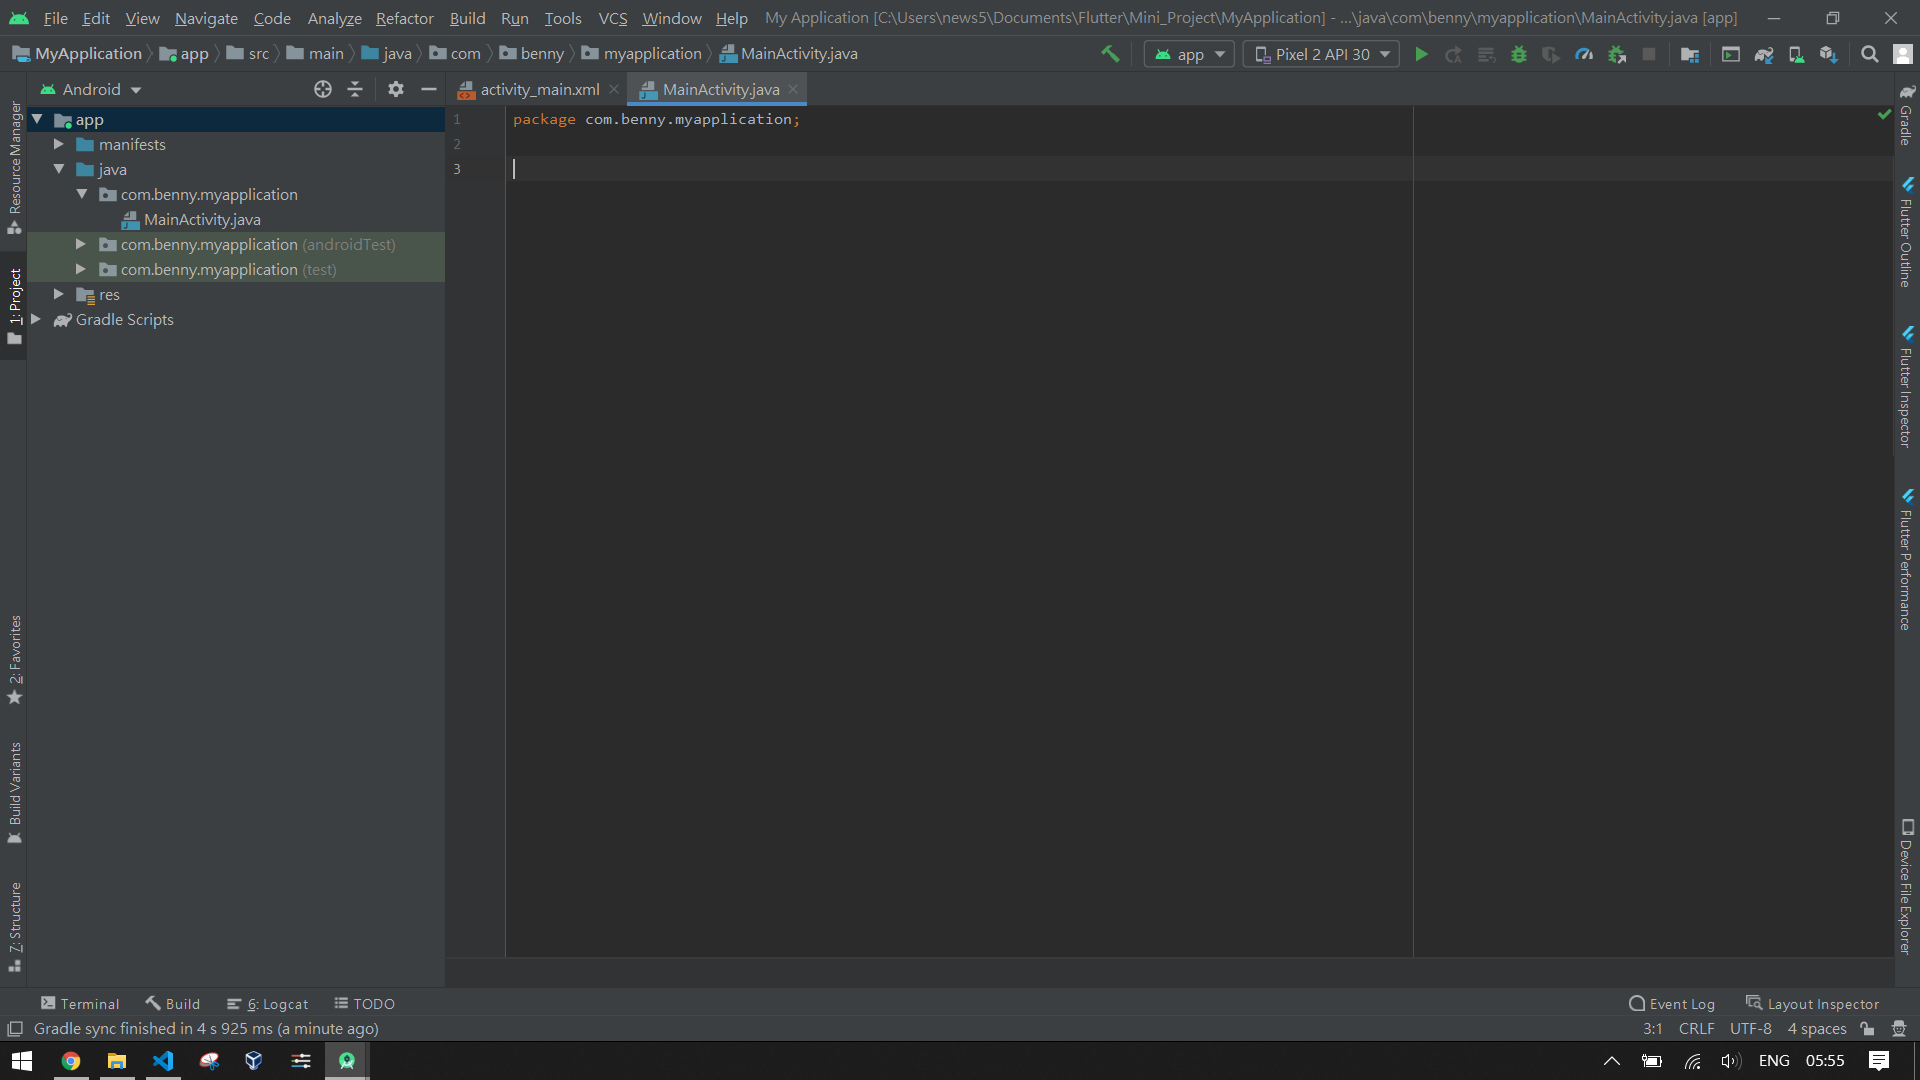 File Edit View Navigate Code Analyze Refactor Build Run Tools VCS Window Help My Application [C:\Users\news5\Documents\Flutter\Mini_Project\MyApplication] - ...\java\com\benny\myapplication\MainActivity.java [app]
MyApplication app src main java com benny myapplication MainActivity.java app Pixel 2 API 30
Android
activity_main.xml MainActivity.java
app
manifests
java
com.benny.myapplication
MainActivity.java
com.benny.myapplication (androidTest)
com.benny.myapplication (test)
res
Gradle Scripts
1 package com.benny.myapplication;
2
3
Resource Manager
1: Project
2: Favorites
Build Variants
7: Structure
Gradle
Flutter Outline
Flutter Inspector
Flutter Performance
Device File Explorer
Terminal Build 6: Logcat TODO Event Log Layout Inspector
Gradle sync finished in 4 s 925 ms (a minute ago) 3:1 CRLF UTF-8 4 spaces
ENG 05:55